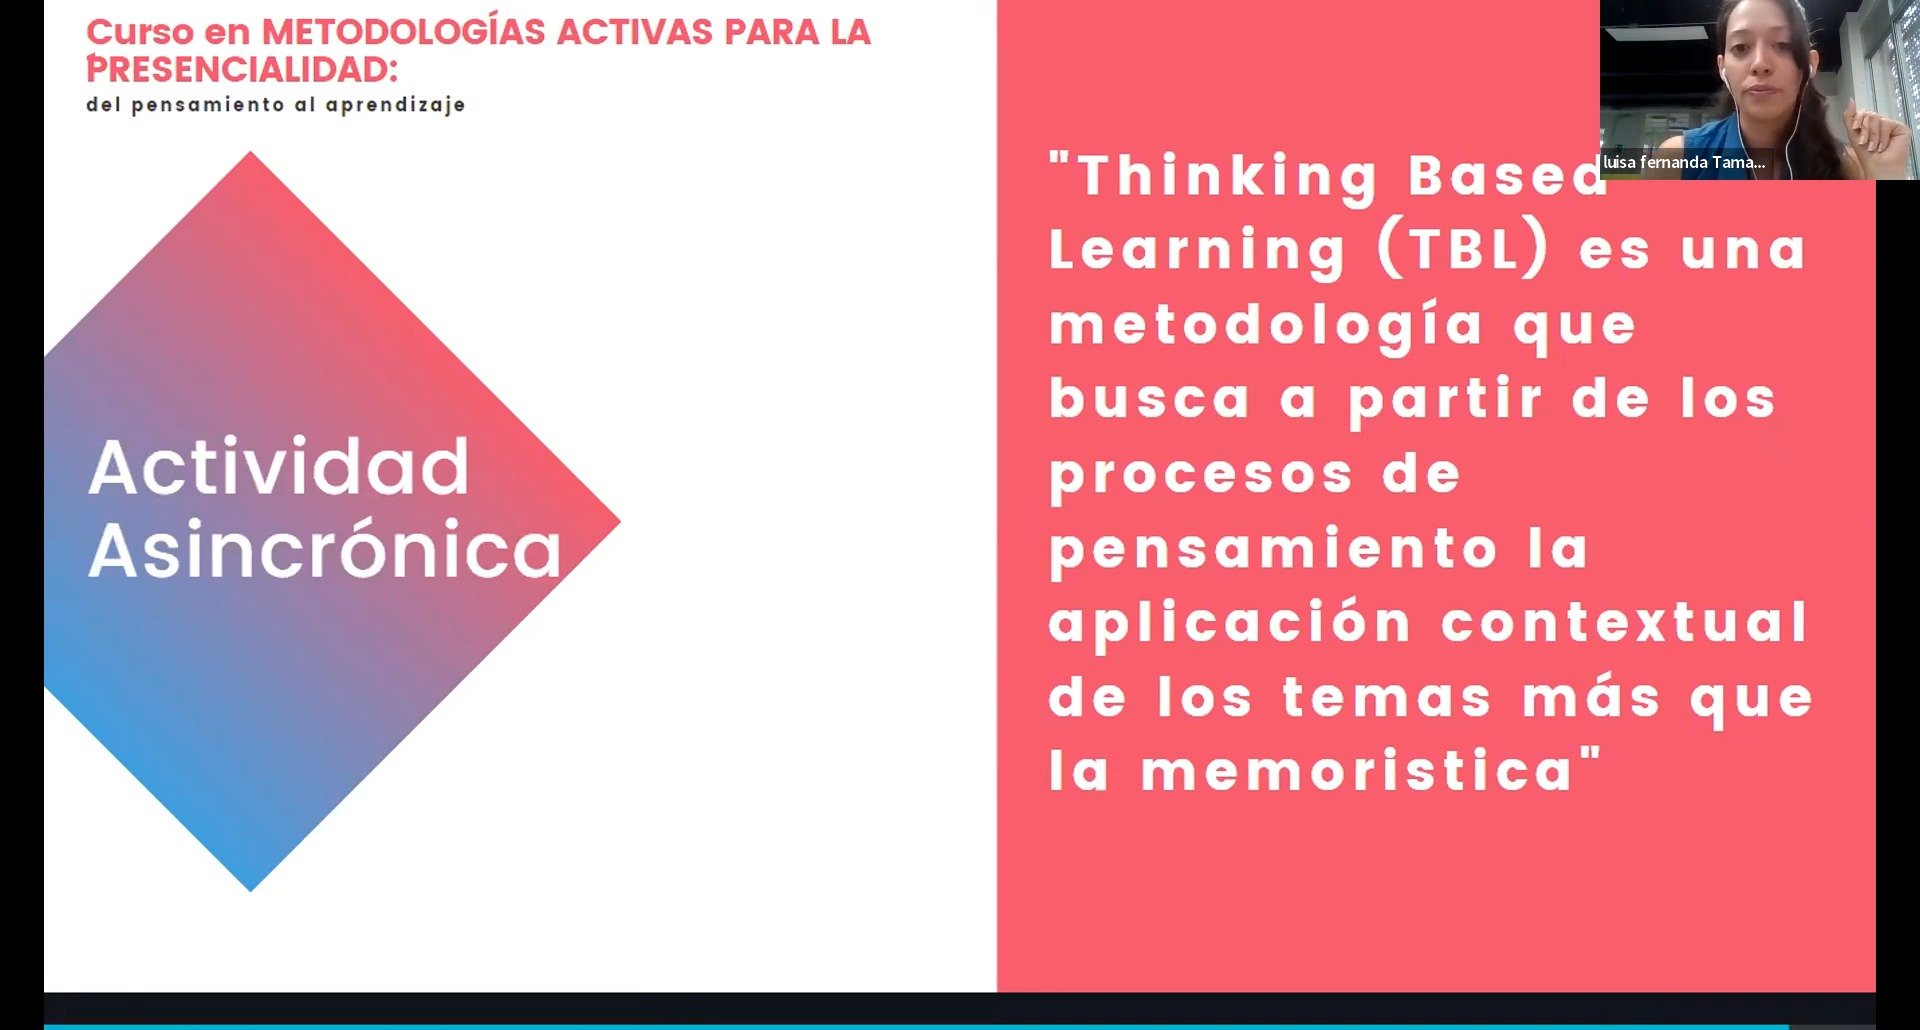 Curso en METODOLOGÍAS ACTIVAS PARA LA
PRESENCIALIDAD:
del pensamiento al aprendizaje
Actividad
Asincrónica
"Thinking Based
Learning (TBL) es una
metodología que
busca a partir de los
procesos de
pensamiento la
aplicación contextual
de los temas más que
la memoristica"
luisa fernanda Tama...